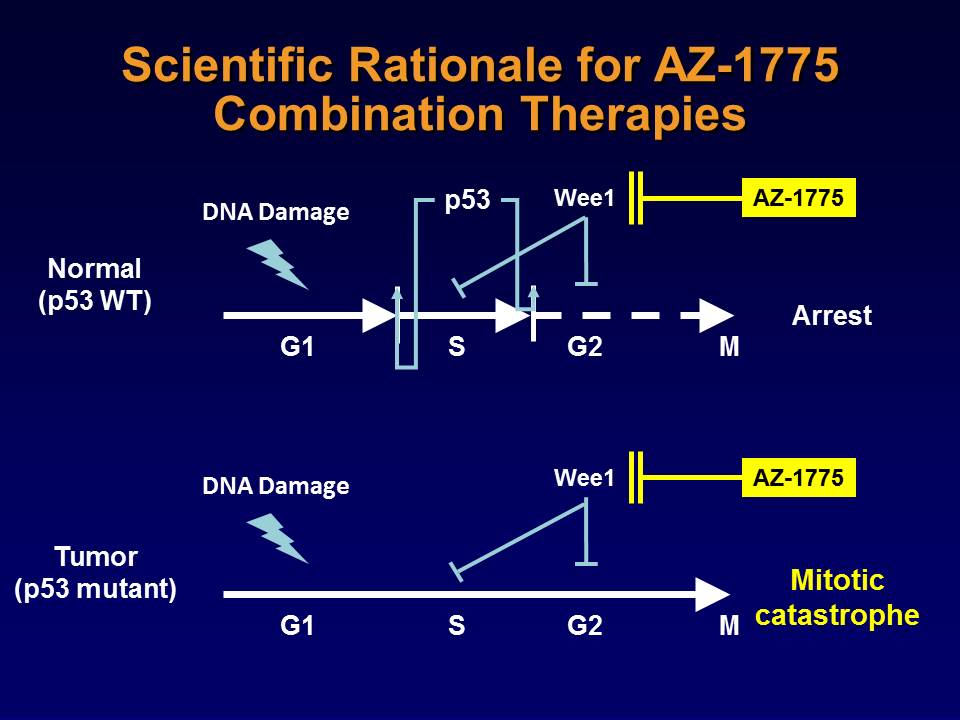 Scientific Rationale for AZ-1775
Combination Therapies
p53
Wee1
AZ-1775
DNA Damage
Normal
(p53 WT)
Arrest
G1
S
G2
M
Wee1
AZ-1775
DNA Damage
Tumor
(p53 mutant)
Mitotic
catastrophe
G1
S
G2
M